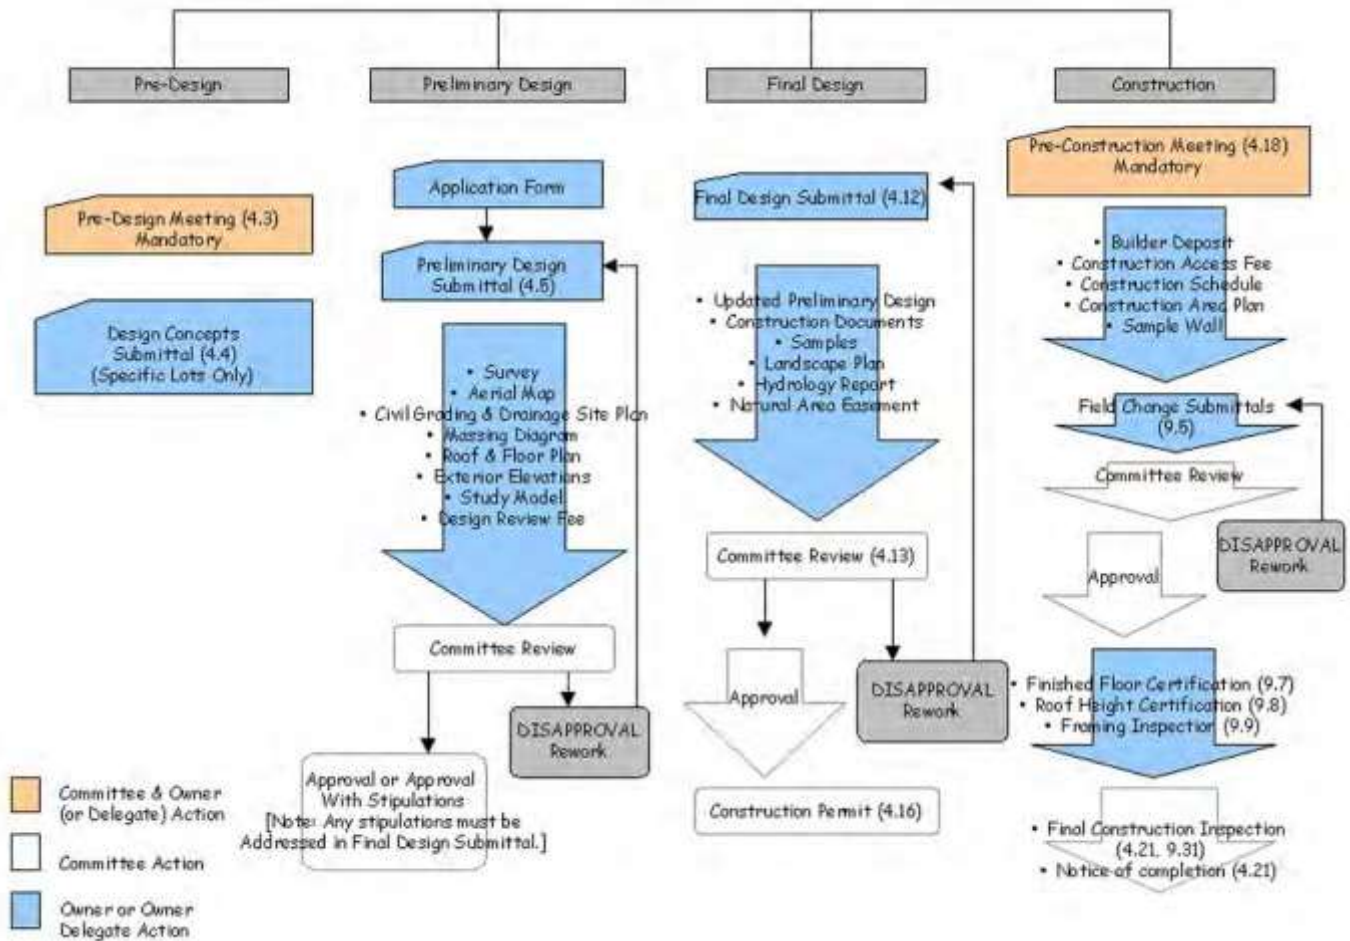 Pre-Design
Preliminary Design
Final Design
Construction
Pre-Design Meeting (4.3)
Mandatory
Design Concepts
Submittal (4.4)
(Specific Lots Only)
Application Form
Preliminary Design
Submittal (4.5)
• Survey
• Aerial Map
• Civil Grading & Drainage Site Plan
• Massing Diagram
• Roof & Floor Plan
• Exterior Elevations
• Study Model
• Design Review Fee
Committee Review
DISAPPROVAL
Rework
Approval or Approval
With Stipulations
[Note: Any stipulations must be
Addressed in Final Design Submittal.]
Final Design Submittal (4.12)
• Updated Preliminary Design
• Construction Documents
• Samples
• Landscape Plan
• Hydrology Report
• Natural Area Easement
Committee Review (4.13)
Approval
DISAPPROVAL
Rework
Construction Permit (4.16)
Pre-Construction Meeting (4.18)
Mandatory
• Builder Deposit
• Construction Access Fee
• Construction Schedule
• Construction Area Plan
• Sample Wall
Field Change Submittals
(9.5)
Committee Review
DISAPPROVAL
Rework
Approval
• Finished Floor Certification (9.7)
• Roof Height Certification (9.8)
• Framing Inspection (9.9)
• Final Construction Inspection
(4.21, 9.31)
• Notice of completion (4.21)
Committee & Owner
(or Delegate) Action
Committee Action
Owner or Owner
Delegate Action